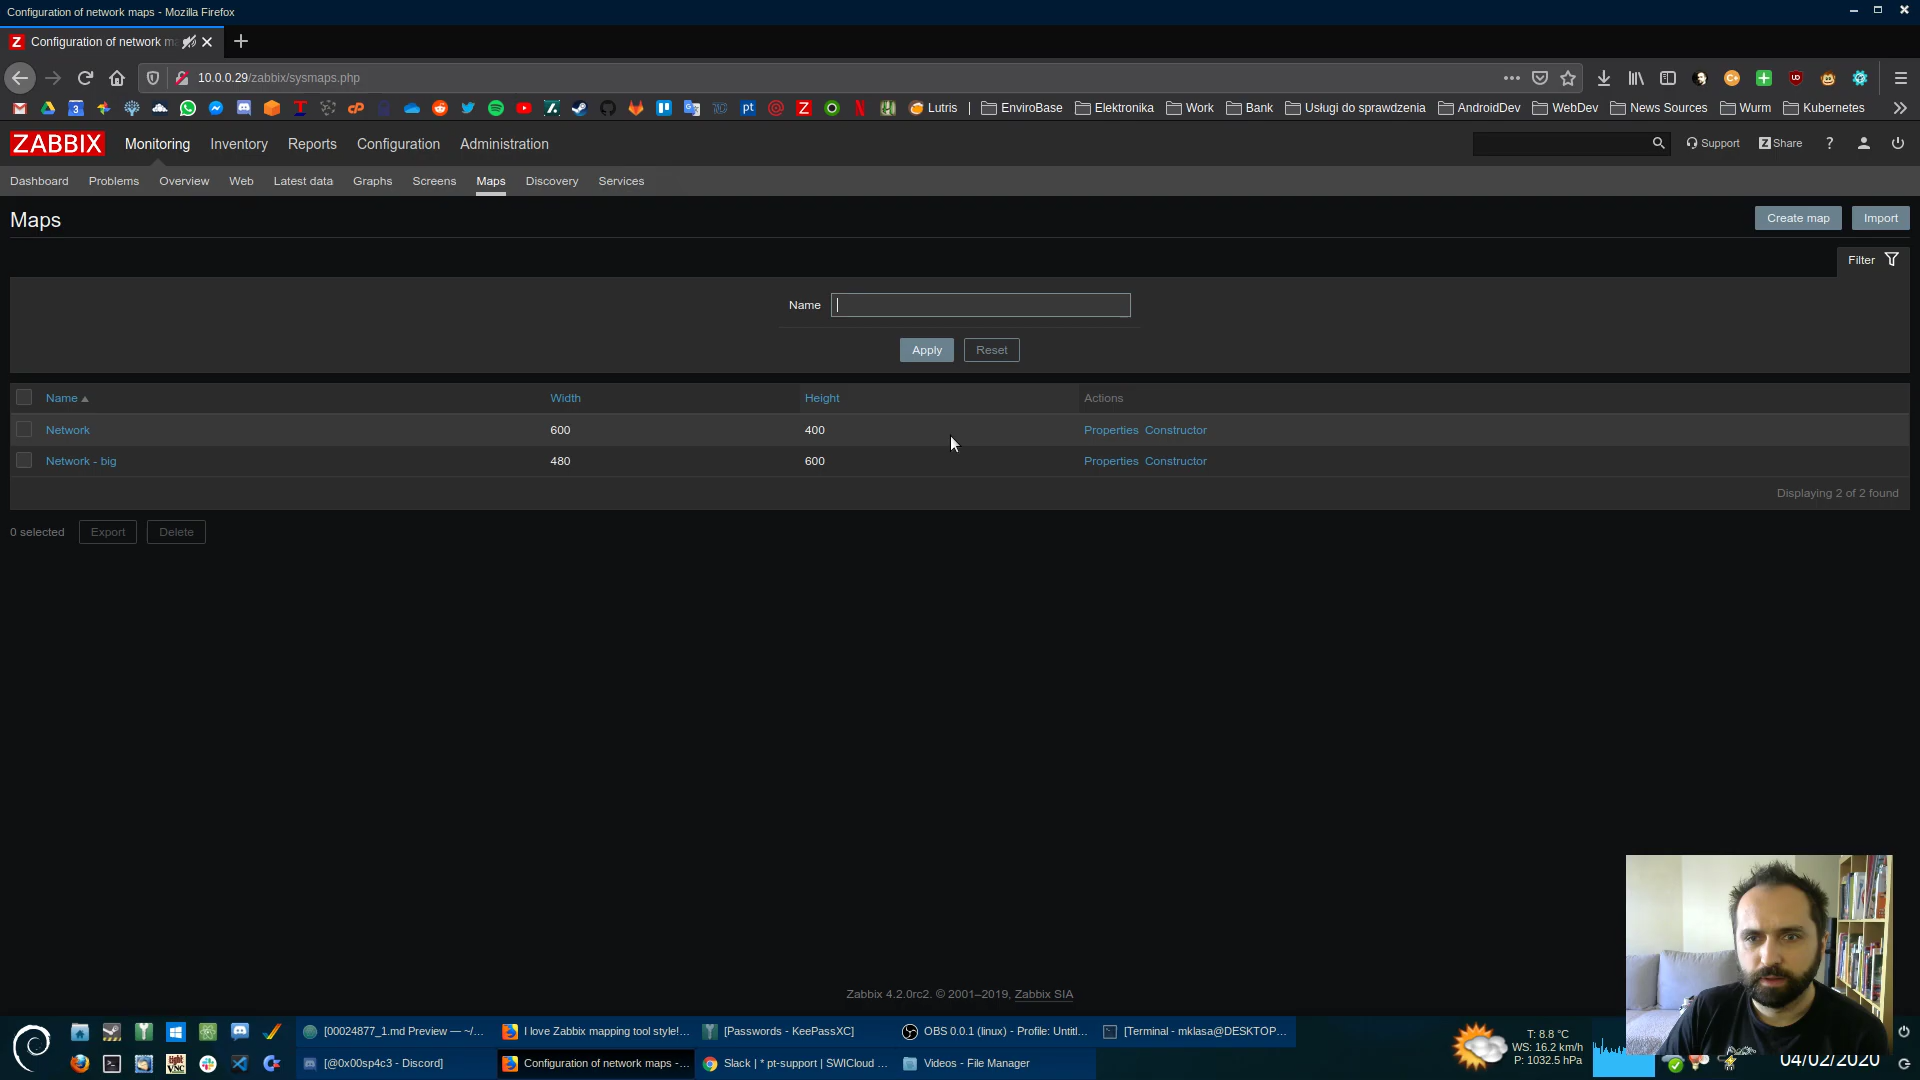 Configuration of network maps - Mozilla Firefox
Configuration of network m
10.0.0.29/zabbix/sysmaps.php
Lutris
EnviroBase
Elektronika
Work
Bank
Usługi do sprawdzenia
AndroidDev
WebDev
News Sources
Wurm
Kubernetes
ZABBIX
Monitoring
Inventory
Reports
Configuration
Administration
Support
Share
?
Dashboard
Problems
Overview
Web
Latest data
Graphs
Screens
Maps
Discovery
Services
Maps
Create map
Import
Filter
Name
Apply
Reset
Name
Width
Height
Actions
Network
600
400
Properties
Constructor
Network - big
480
600
Properties
Constructor
Displaying 2 of 2 found
0 selected
Export
Delete
Zabbix 4.2.0rc2. © 2001–2019, Zabbix SIA
[00024877_1.md Preview — ~/...
I love Zabbix mapping tool style!...
[Passwords - KeePassXC]
OBS 0.0.1 (linux) - Profile: Untitl...
[Terminal - mklasa@DESKTOP...
[@0x00sp4c3 - Discord]
Configuration of network maps -...
Slack | * pt-support | SWICloud ...
Videos - File Manager
T: 8.8 °C
WS: 16.2 km/h
P: 1032.5 hPa
04/02/2020